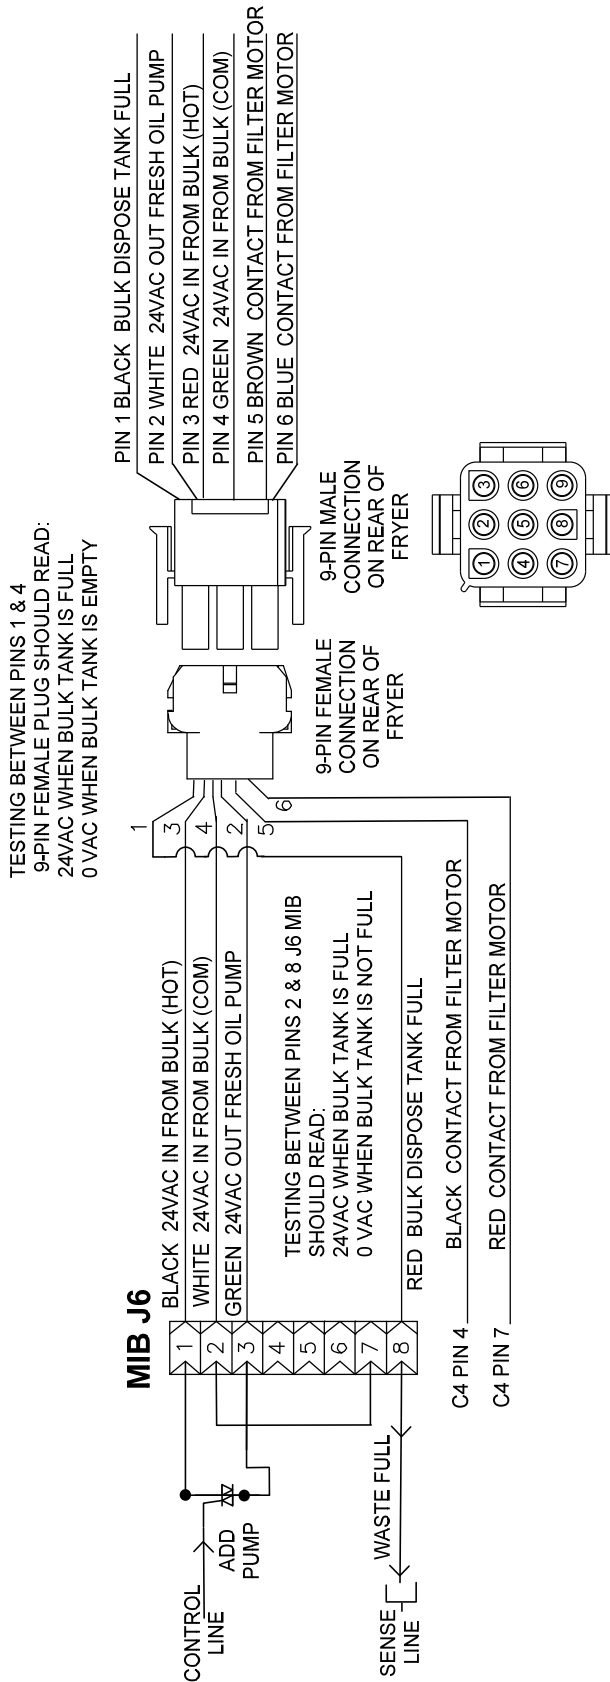 TESTING BETWEEN PINS 1 & 4
9-PIN FEMALE PLUG SHOULD READ:
24VAC WHEN BULK TANK IS FULL
0 VAC WHEN BULK TANK IS EMPTY
MIB J6
CONTROL
LINE
ADD
PUMP
WASTE FULL
SENSE
LINE
1
2
3
4
5
6
7
8
BLACK 24VAC IN FROM BULK (HOT)
WHITE 24VAC IN FROM BULK (COM)
GREEN 24VAC OUT FRESH OIL PUMP
TESTING BETWEEN PINS 2 & 8 J6 MIB
SHOULD READ:
24VAC WHEN BULK TANK IS FULL
0 VAC WHEN BULK TANK IS NOT FULL
RED BULK DISPOSE TANK FULL
C4 PIN 4
BLACK CONTACT FROM FILTER MOTOR
C4 PIN 7
RED CONTACT FROM FILTER MOTOR
1
3
4
2
5
6
9-PIN FEMALE
CONNECTION
ON REAR OF
FRYER
9-PIN MALE
CONNECTION
ON REAR OF
FRYER
PIN 1 BLACK BULK DISPOSE TANK FULL
PIN 2 WHITE 24VAC OUT FRESH OIL PUMP
PIN 3 RED 24VAC IN FROM BULK (HOT)
PIN 4 GREEN 24VAC IN FROM BULK (COM)
PIN 5 BROWN CONTACT FROM FILTER MOTOR
PIN 6 BLUE CONTACT FROM FILTER MOTOR
1 2 3
4 5 6
7 8 9